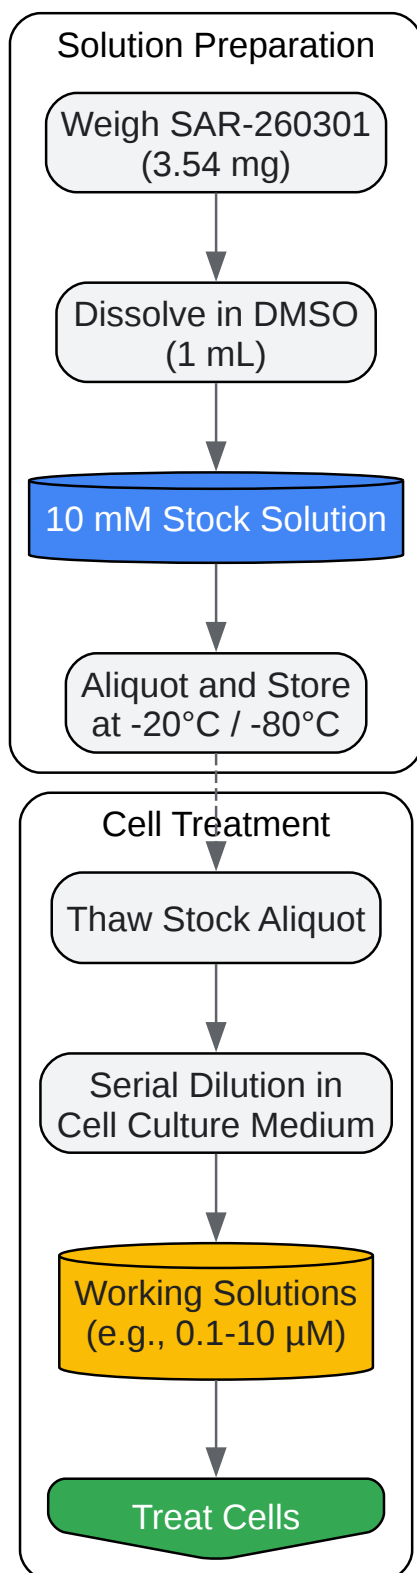 Solution Preparation
Weigh SAR-260301
(3.54 mg)
Dissolve in DMSO
(1 mL)
10 mM Stock Solution
Aliquot and Store
at -20°C / -80°C
Cell Treatment
Thaw Stock Aliquot
Serial Dilution in
Cell Culture Medium
Working Solutions
(e.g., 0.1-10 µM)
Treat Cells